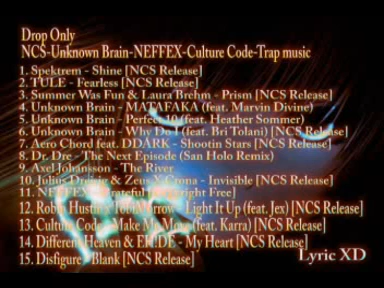 Drop Only
NCS-Unknown Brain-NEFFEX-Culture Code-Trap music
1. Spektrem - Shine [NCS Release]
2. TULE - Fearless [NCS Release]
3. Summer Was Fun & Laura Brehm - Prism [NCS Release]
4. Unknown Brain - MATAFAKA (feat. Marvin Divine)
5. Unknown Brain - Perfect 10 (feat. Heather Sommer)
6. Unknown Brain - Why Do I (feat. Bri Tolani) [NCS Release]
7. Aero Chord feat. DDARK - Shootin Stars [NCS Release]
8. Dr. Dre - The Next Episode (San Holo Remix)
9. Axel Johansson - The River
10. Julius Dreisig & Zeus X Crona - Invisible [NCS Release]
11. NEFFEX - Grateful [Copyright Free]
12. Robin Hustin x TobiMorrow - Light It Up (feat. Jex) [NCS Release]
13. Culture Code - Make Me Move (feat. Karra) [NCS Release]
14. Different Heaven & EH!DE - My Heart [NCS Release]
15. Disfigure - Blank [NCS Release]
Lyric XD